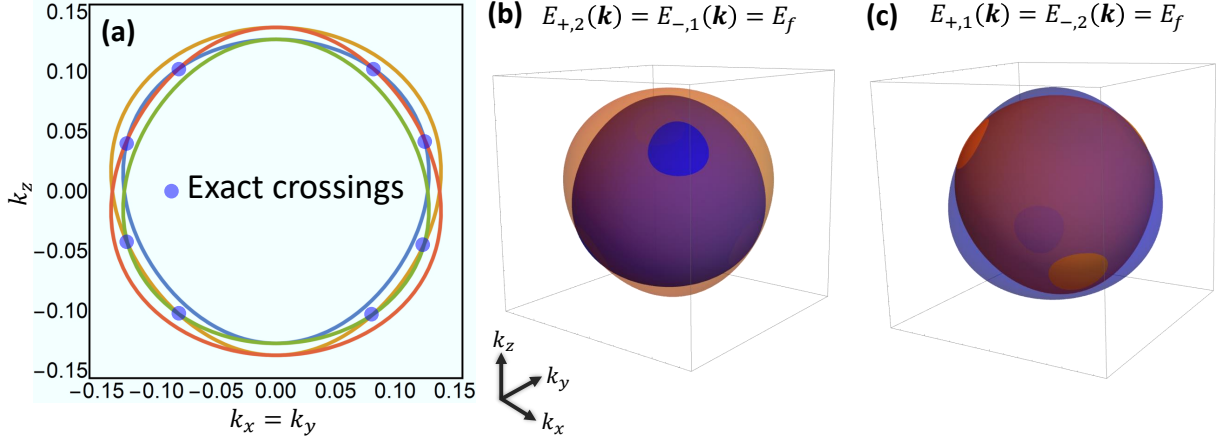 (a)
Exact crossings
k_z
0.15
0.10
0.05
0.00
−0.05
−0.10
−0.15
−0.15 −0.10 −0.05 0.00 0.05 0.10 0.15
k_x = k_y
(b) E_{+,2}(𝒌) = E_{−,1}(𝒌) = E_f
k_z
k_y
k_x
(c) E_{+,1}(𝒌) = E_{−,2}(𝒌) = E_f